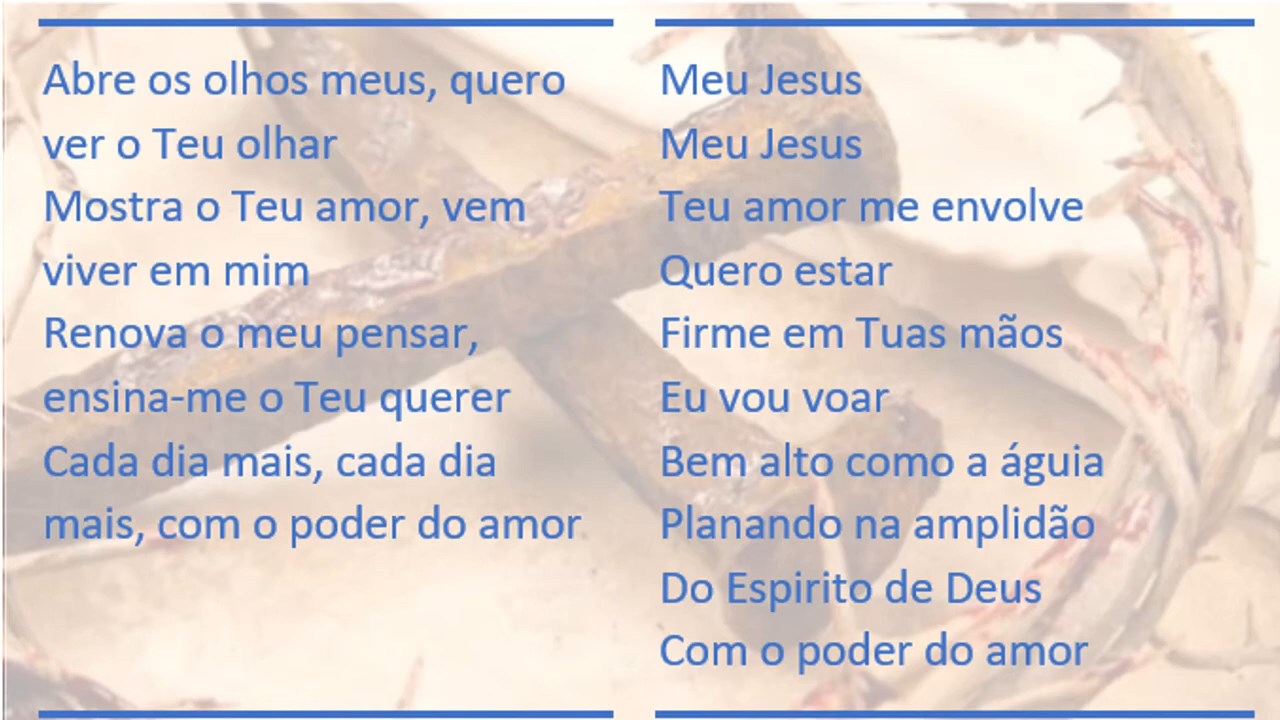 Abre os olhos meus, quero
ver o Teu olhar
Mostra o Teu amor, vem
viver em mim
Renova o meu pensar,
ensina-me o Teu querer
Cada dia mais, cada dia
mais, com o poder do amor
Meu Jesus
Meu Jesus
Teu amor me envolve
Quero estar
Firme em Tuas mãos
Eu vou voar
Bem alto como a águia
Planando na amplidão
Do Espirito de Deus
Com o poder do amor